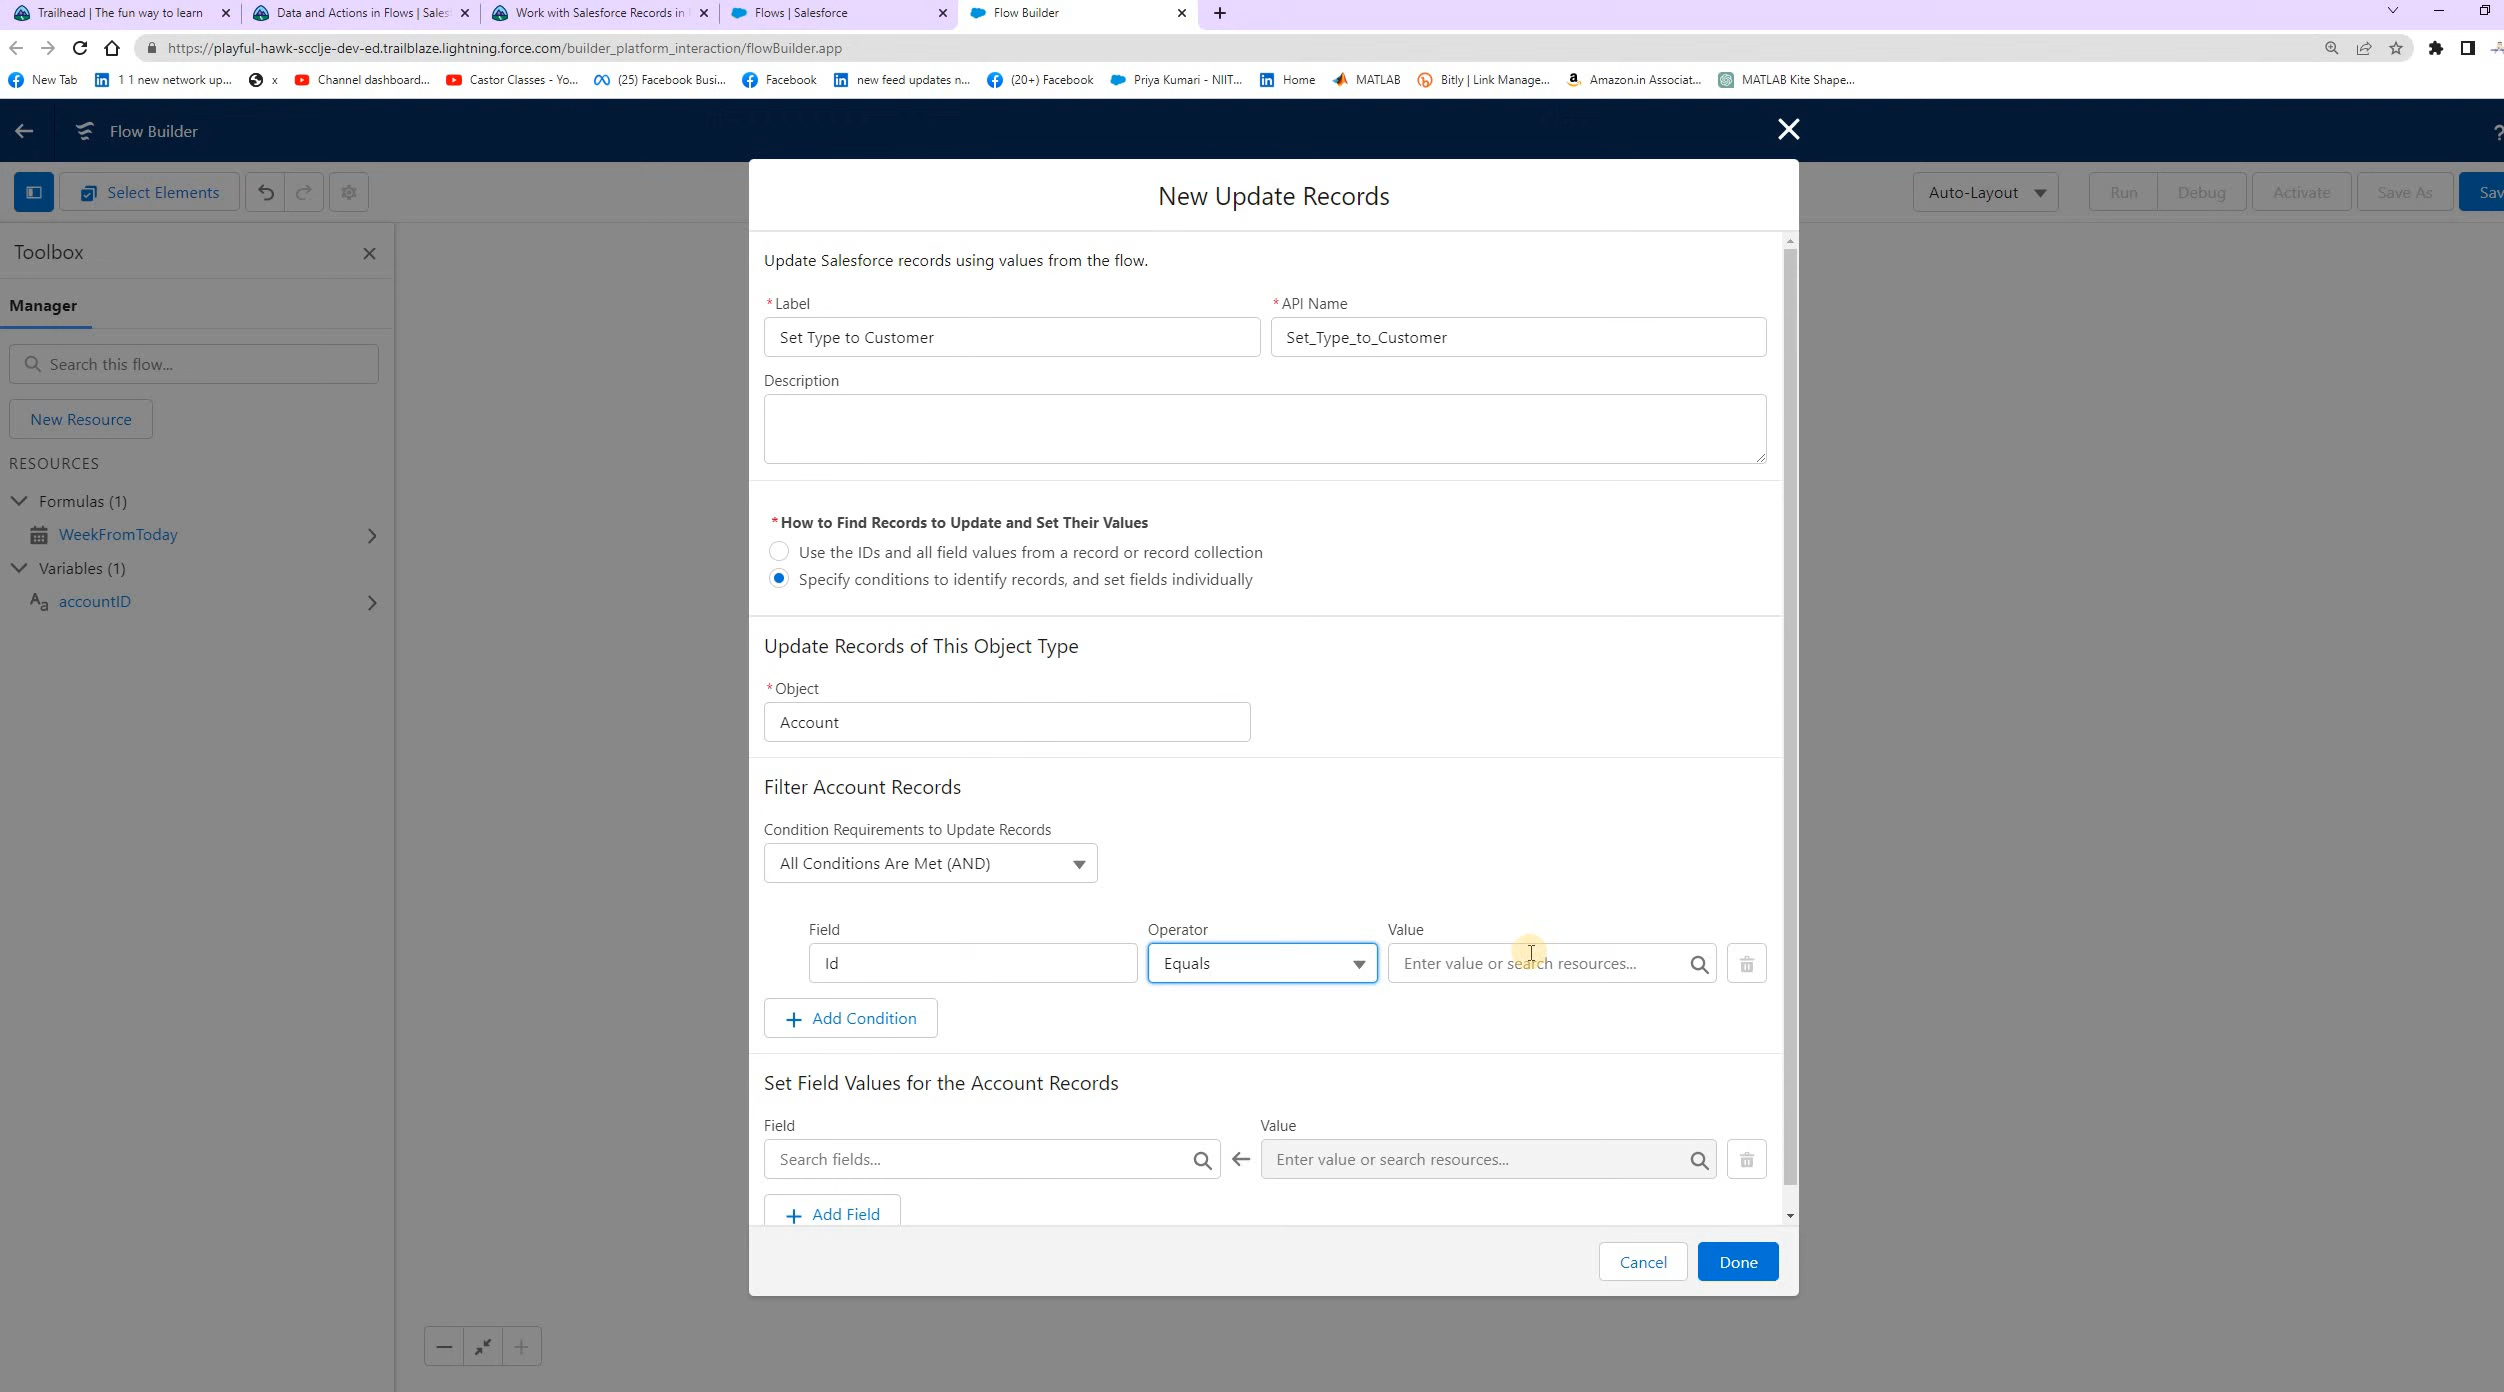 Trailhead | The fun way to learn
Data and Actions in Flows | Sales
Work with Salesforce Records in
Flows | Salesforce
Flow Builder
https://playful-hawk-scclje-dev-ed.trailblaze.lightning.force.com/builder_platform_interaction/flowBuilder.app
New Tab
1 1 new network up...
x
Channel dashboard...
Castor Classes - Yo...
(25) Facebook Busi...
Facebook
new feed updates n...
(20+) Facebook
Priya Kumari - NIIT...
Home
MATLAB
Bitly | Link Manage...
Amazon.in Associat...
MATLAB Kite Shape...
Flow Builder
?
Select Elements
Auto-Layout
Run
Debug
Activate
Save As
Sav
Toolbox
Manager
Search this flow...
New Resource
RESOURCES
Formulas (1)
WeekFromToday
Variables (1)
Aa accountID
New Update Records
Update Salesforce records using values from the flow.
* Label
* API Name
Set Type to Customer
Set_Type_to_Customer
Description
* How to Find Records to Update and Set Their Values
Use the IDs and all field values from a record or record collection
Specify conditions to identify records, and set fields individually
Update Records of This Object Type
* Object
Account
Filter Account Records
Condition Requirements to Update Records
All Conditions Are Met (AND)
Field
Operator
Value
Id
Equals
Enter value or search resources...
+ Add Condition
Set Field Values for the Account Records
Field
Value
Search fields...
Enter value or search resources...
+ Add Field
Cancel
Done